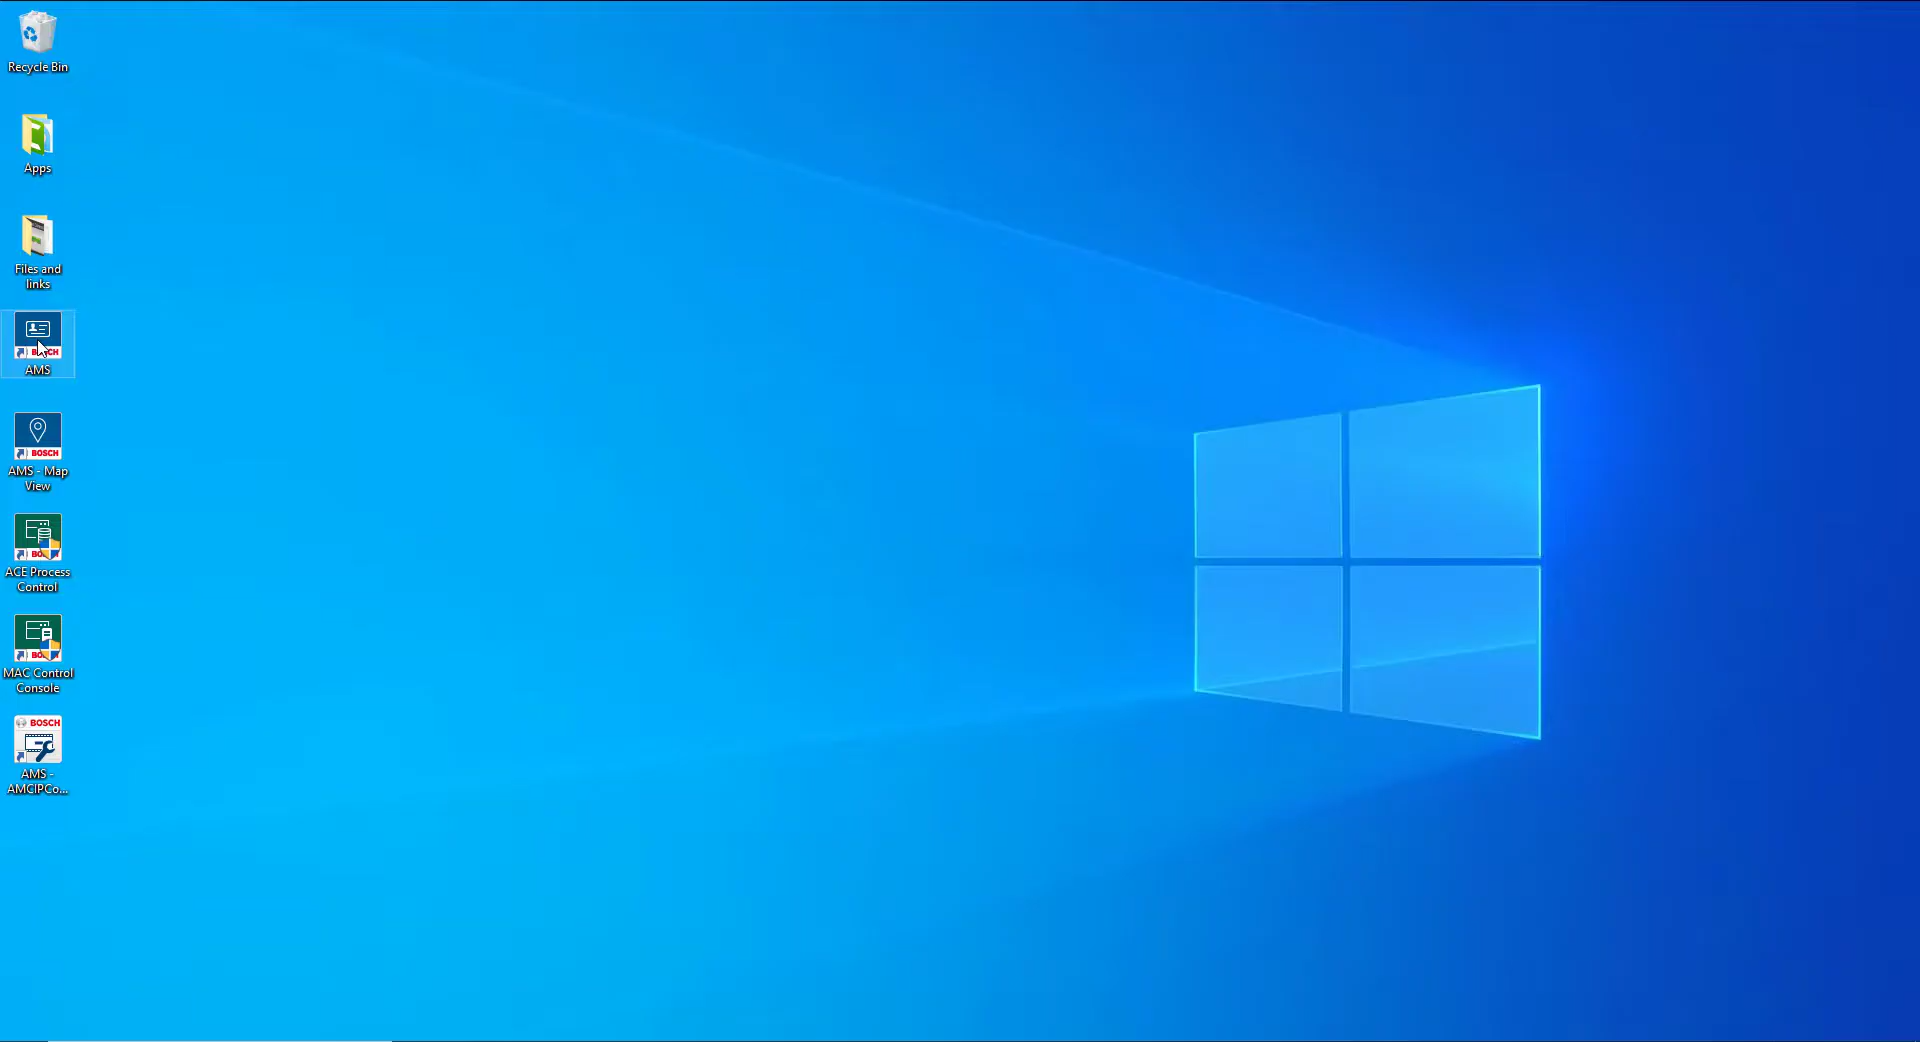 Recycle Bin
Apps
Files and
links
BOSCH
AMS
BOSCH
AMS - Map
View
BO
ACE Process
Control
BO
MAC Control
Console
BOSCH
AMS -
AMCIPCo...